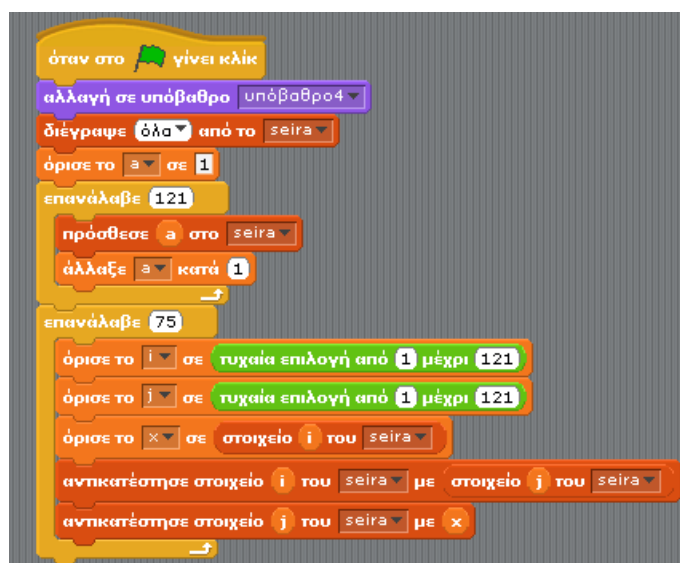 όταν στο γίνει κλίκ
αλλαγή σε υπόβαθρο υπόβαθρο4
διέγραψε όλα από το seira
όρισε το a σε 1
επανάλαβε 121
πρόσθεσε a στο seira
άλλαξε a κατά 1
επανάλαβε 75
όρισε το i σε τυχαία επιλογή από 1 μέχρι 121
όρισε το j σε τυχαία επιλογή από 1 μέχρι 121
όρισε το x σε στοιχείο i του seira
αντικατέστησε στοιχείο i του seira με στοιχείο j του seira
αντικατέστησε στοιχείο j του seira με x